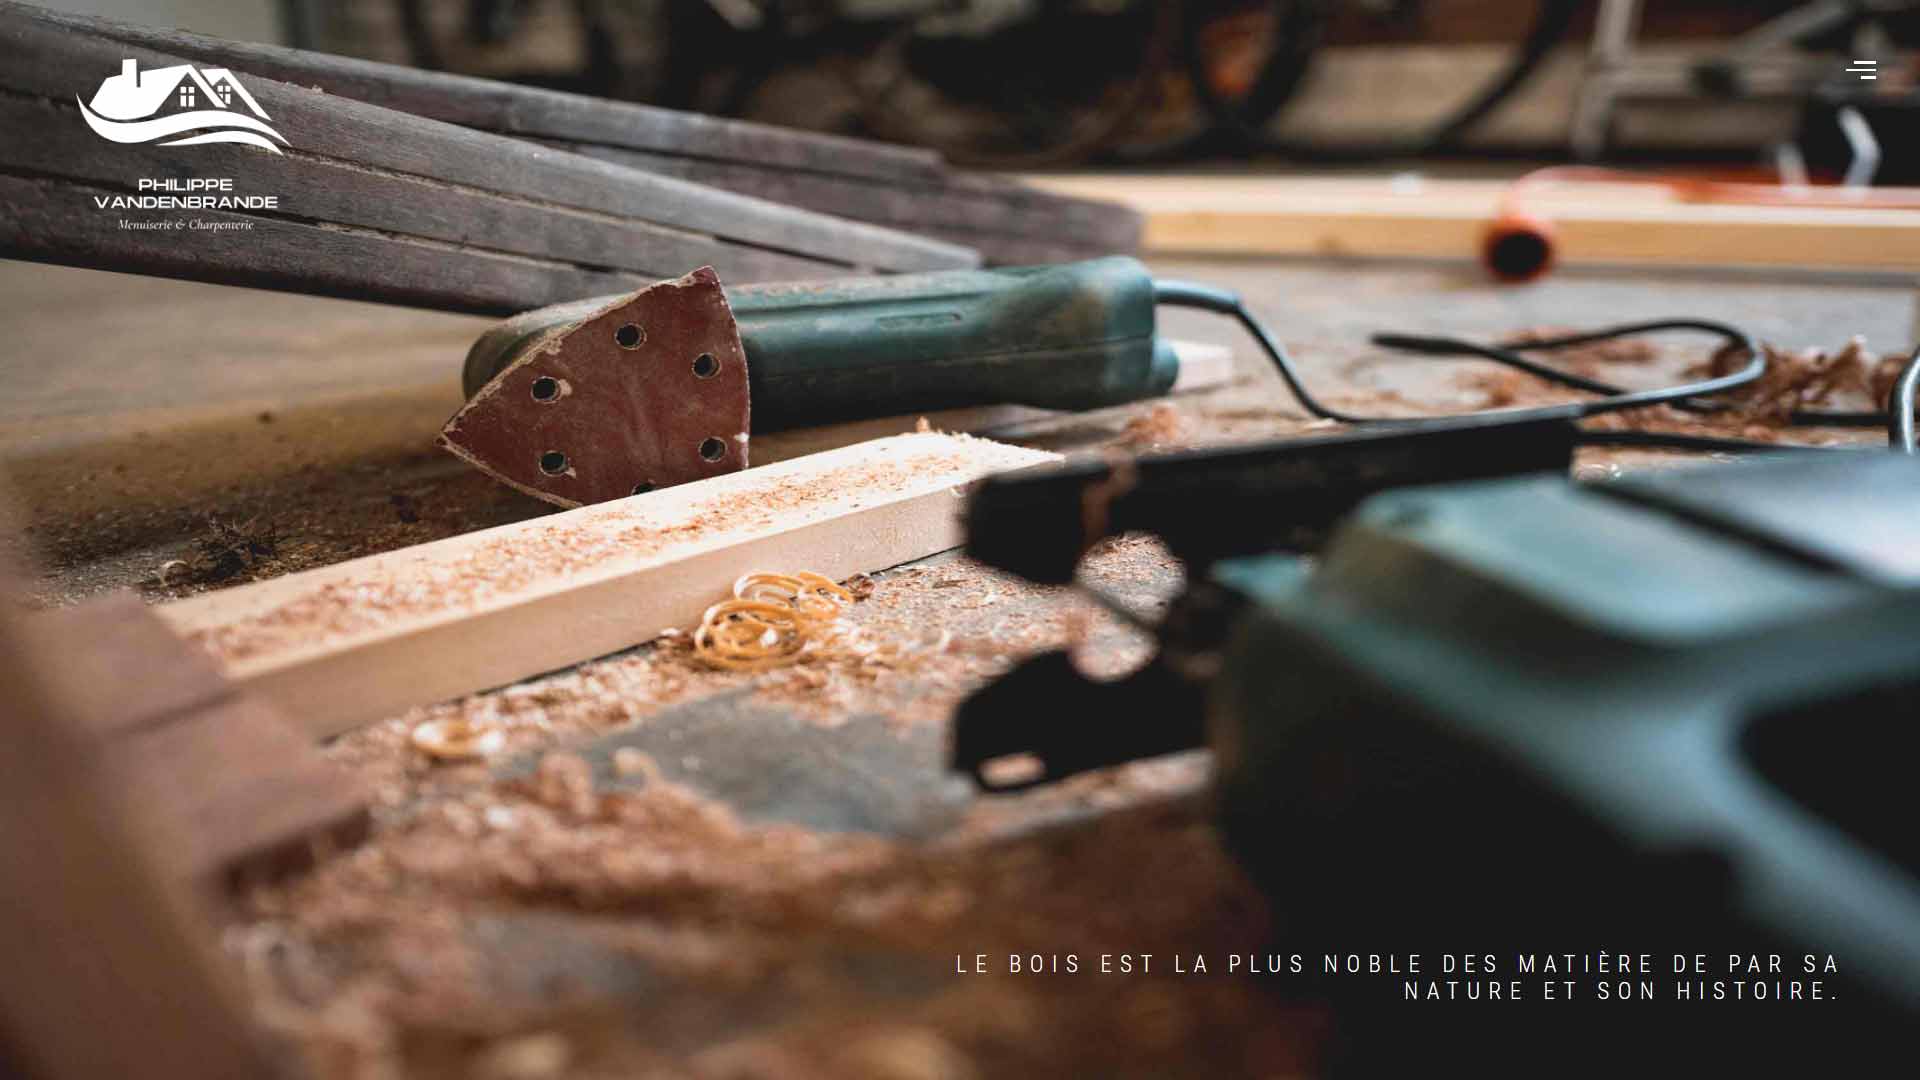 PHILIPPE
VANDENBRANDE
Menuiserie & Charpenterie
LE BOIS EST LA PLUS NOBLE DES MATIÈRE DE PAR SA
NATURE ET SON HISTOIRE.